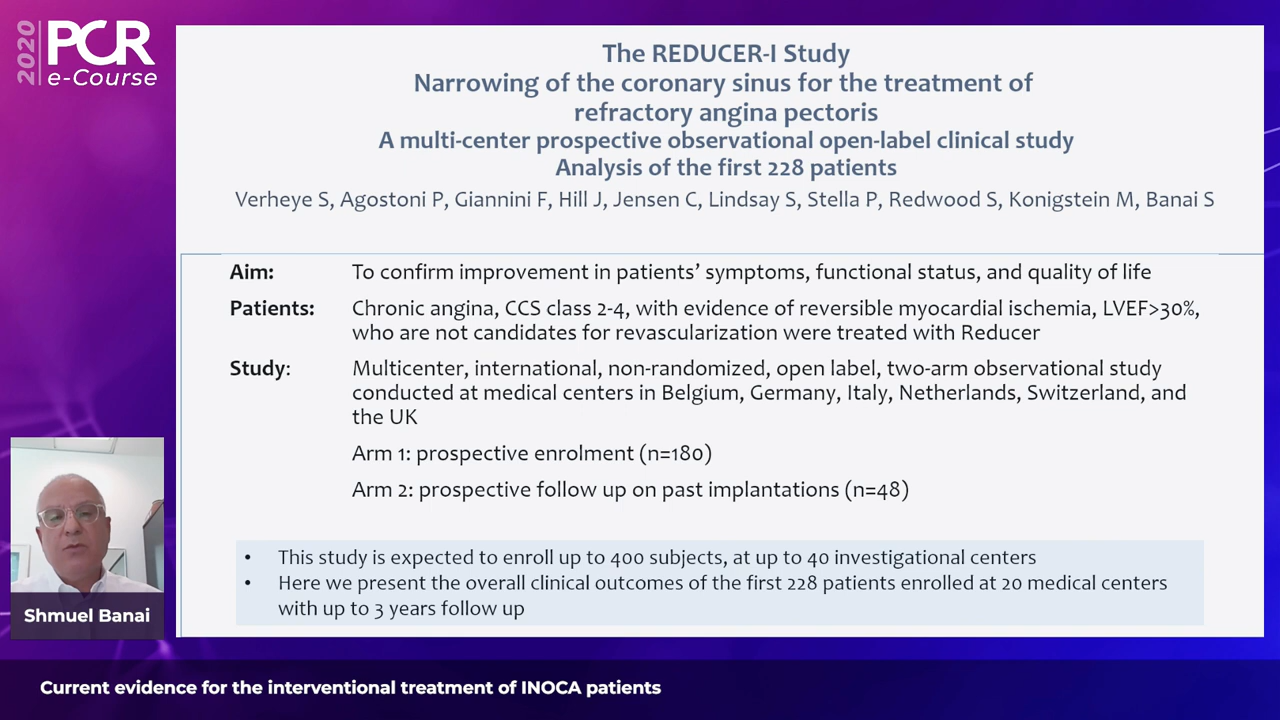 2020
PCR
e-Course
The REDUCER-I Study
Narrowing of the coronary sinus for the treatment of
refractory angina pectoris
A multi-center prospective observational open-label clinical study
Analysis of the first 228 patients
Verheye S, Agostoni P, Giannini F, Hill J, Jensen C, Lindsay S, Stella P, Redwood S, Konigstein M, Banai S
Aim: To confirm improvement in patients’ symptoms, functional status, and quality of life
Patients: Chronic angina, CCS class 2-4, with evidence of reversible myocardial ischemia, LVEF>30%,
who are not candidates for revascularization were treated with Reducer
Study: Multicenter, international, non-randomized, open label, two-arm observational study
conducted at medical centers in Belgium, Germany, Italy, Netherlands, Switzerland, and
the UK
Arm 1: prospective enrolment (n=180)
Arm 2: prospective follow up on past implantations (n=48)
• This study is expected to enroll up to 400 subjects, at up to 40 investigational centers
• Here we present the overall clinical outcomes of the first 228 patients enrolled at 20 medical centers
with up to 3 years follow up
Shmuel Banai
Current evidence for the interventional treatment of INOCA patients